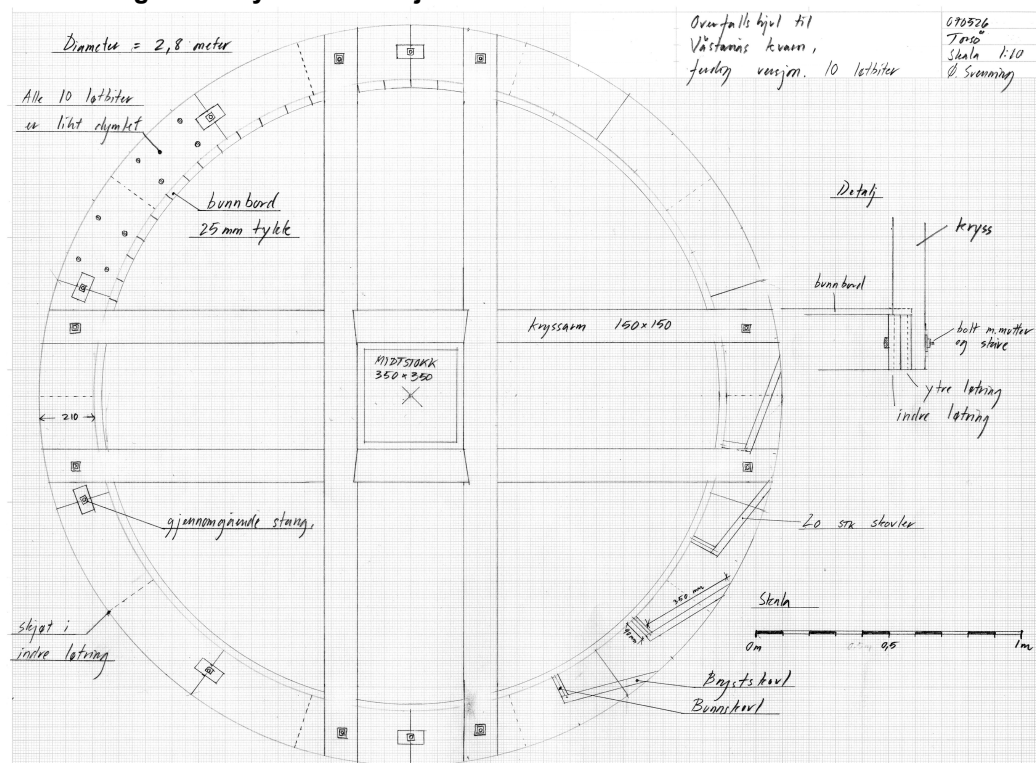 Overfallshjul til
Västanås kvarn,
ferdig versjon. 10 løtbiter
090526
Torsö
Skala 1:10
Ø. Svenning
Diameter = 2,8 meter
Alle 10 løtbiter
er likt dymlet
bunnbord
25 mm tykk
Detalj
kryss
bunnbord
bolt m. mutter
og skive
ytre løtring
indre løtring
kryssarm 150×150
MIDTSTOKK
350 × 350
210
gjennomgående stang.
20 stk skovler
350 mm
Skala
0m
0,5
1m
skjøt i
indre løtring
Brystskovl
Bunnskovl